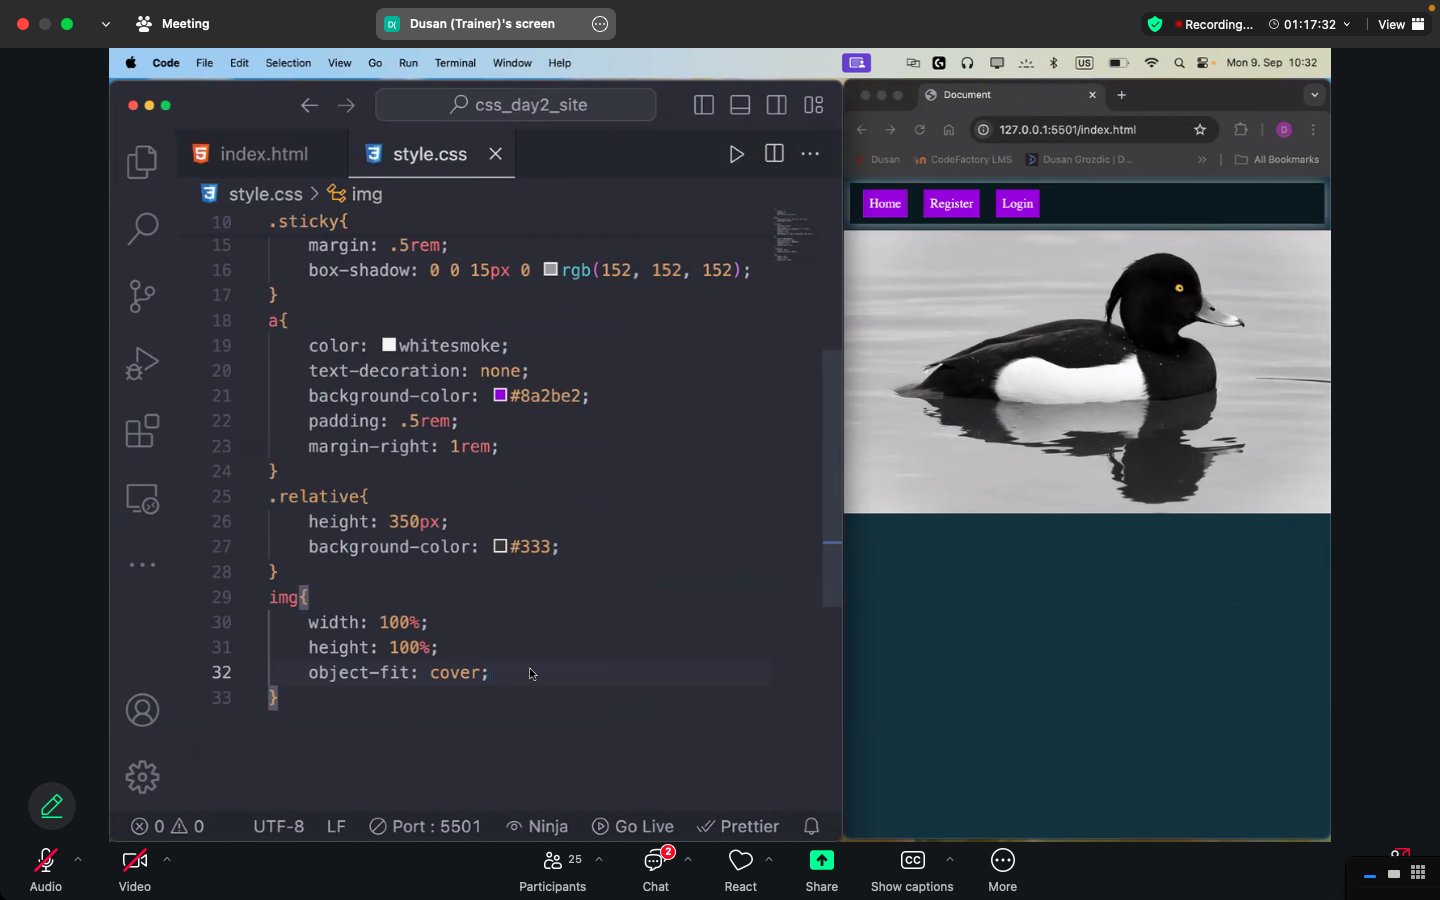 Meeting
D( Dusan (Trainer)'s screen
Recording...
01:17:32
View
Code File Edit Selection View Go Run Terminal Window Help
US
Mon 9. Sep 10:32
css_day2_site
index.html
style.css
style.css > img
10 .sticky{
15 margin: .5rem;
16 box-shadow: 0 0 15px 0 rgb(152, 152, 152);
17 }
18 a{
19 color: whitesmoke;
20 text-decoration: none;
21 background-color: #8a2be2;
22 padding: .5rem;
23 margin-right: 1rem;
24 }
25 .relative{
26 height: 350px;
27 background-color: #333;
28 }
29 img{
30 width: 100%;
31 height: 100%;
32 object-fit: cover;
33 }
0 0 UTF-8 LF Port : 5501 Ninja Go Live Prettier
Document
127.0.0.1:5501/index.html
D
Dusan CodeFactory LMS Dusan Grozdic | D... » All Bookmarks
Home Register Login
25
2
CC
Audio Video Participants Chat React Share Show captions More